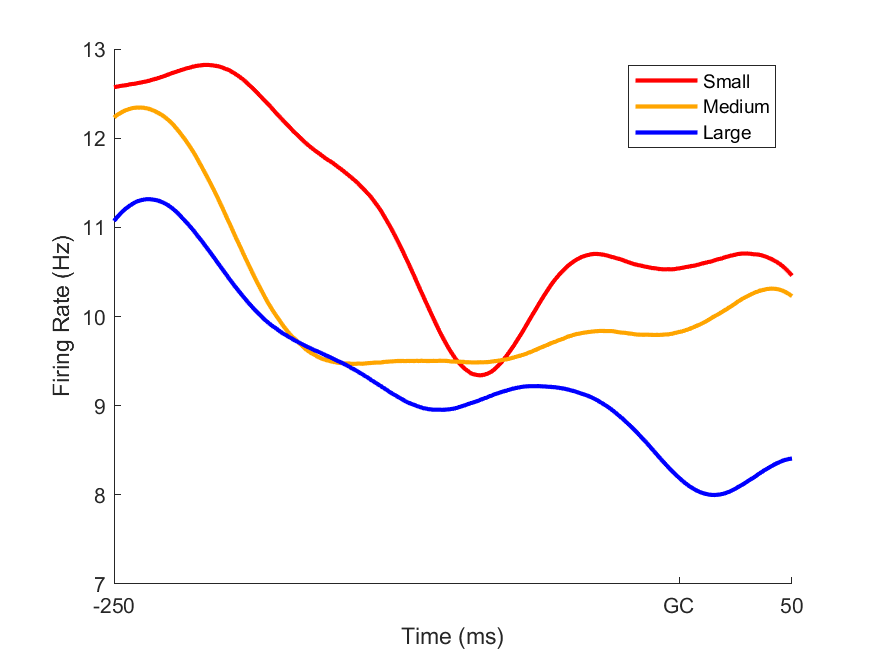 13
12
11
10
9
8
7
Firing Rate (Hz)
Small
Medium
Large
-250
GC
50
Time (ms)